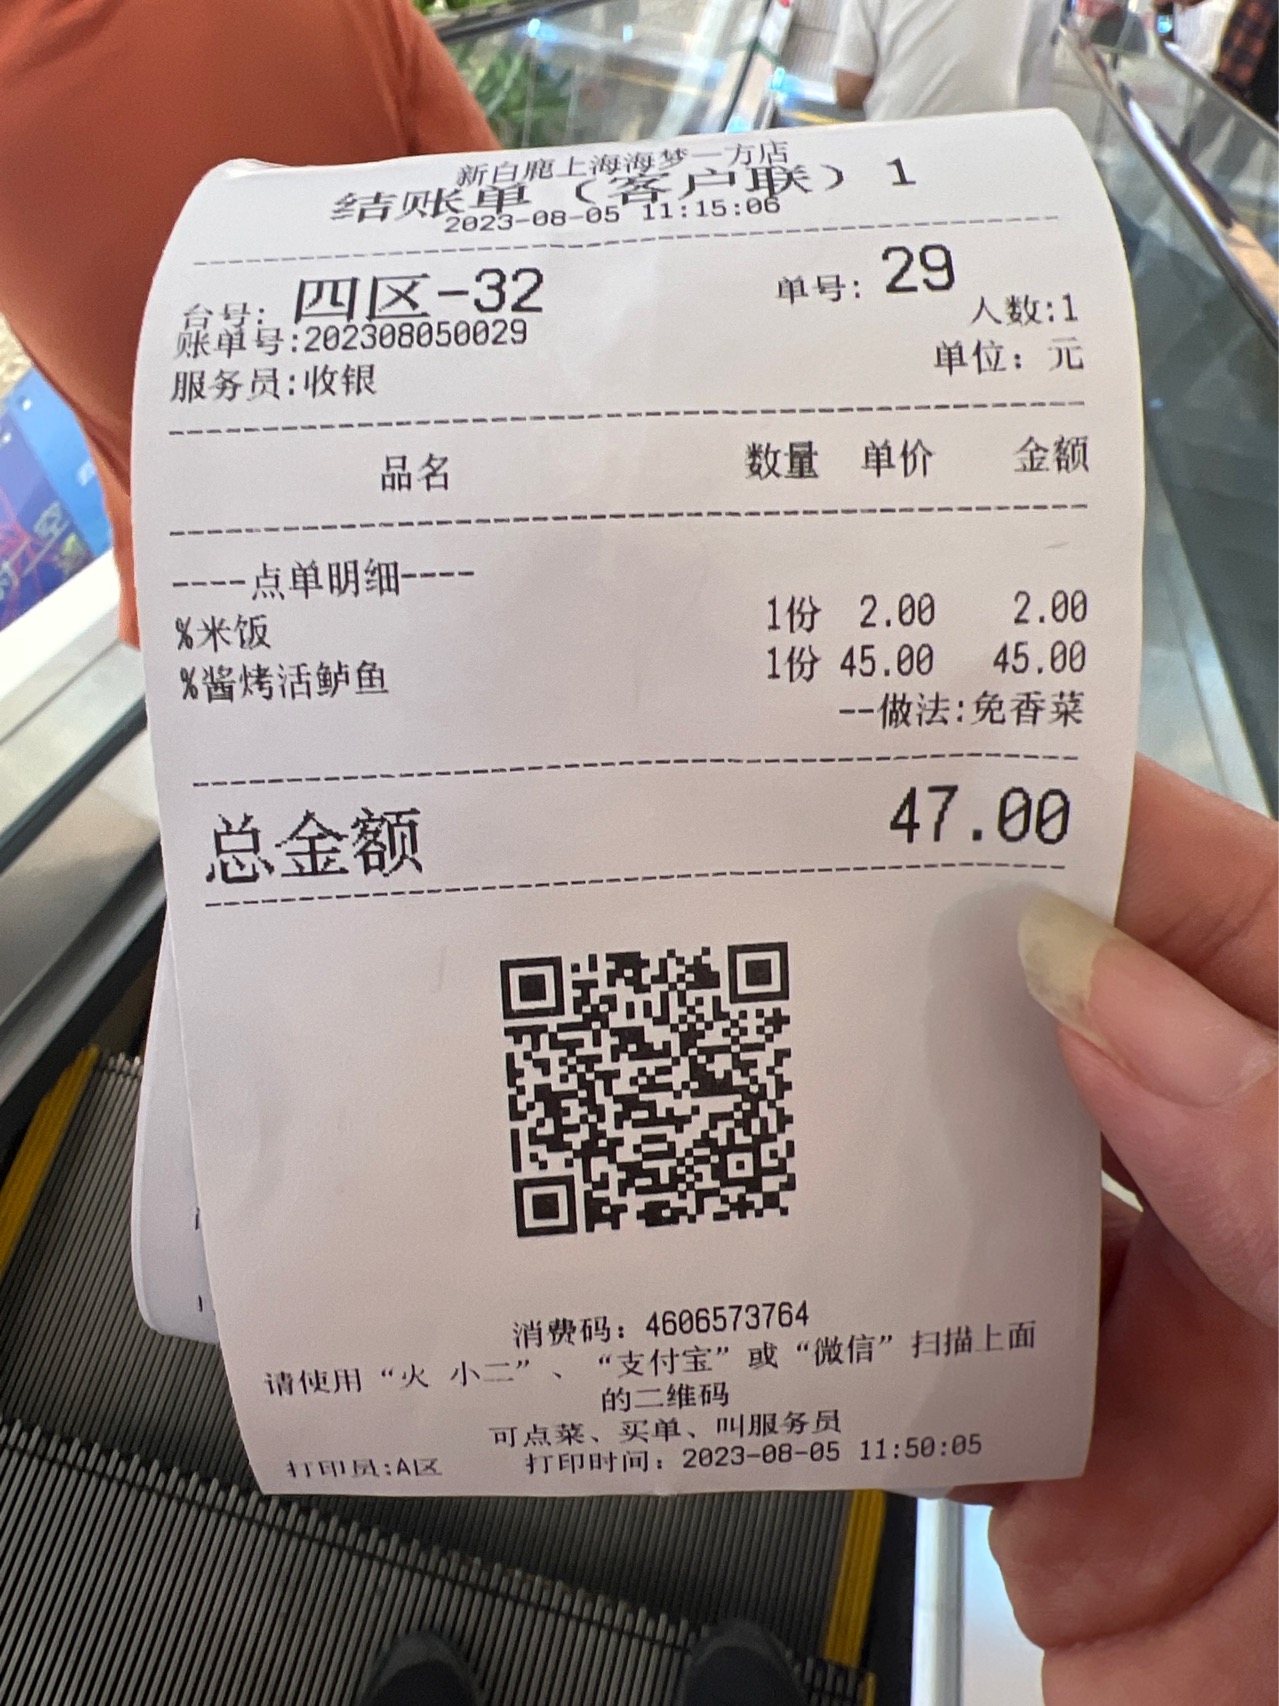 新白鹿上海海梦一方店
结账单（客户联）1
2023-08-05 11:15:06
台号: 四区-32 单号: 29
账单号:202308050029 人数:1
服务员:收银 单位: 元
品名 数量 单价 金额
----点单明细----
%米饭 1份 2.00 2.00
%酱烤活鲈鱼 1份 45.00 45.00
--做法:免香菜
总金额 47.00
消费码: 4606573764
请使用“火 小二”、“支付宝”或“微信”扫描上面
的二维码
可点菜、买单、叫服务员
打印员:A区 打印时间: 2023-08-05 11:50:05